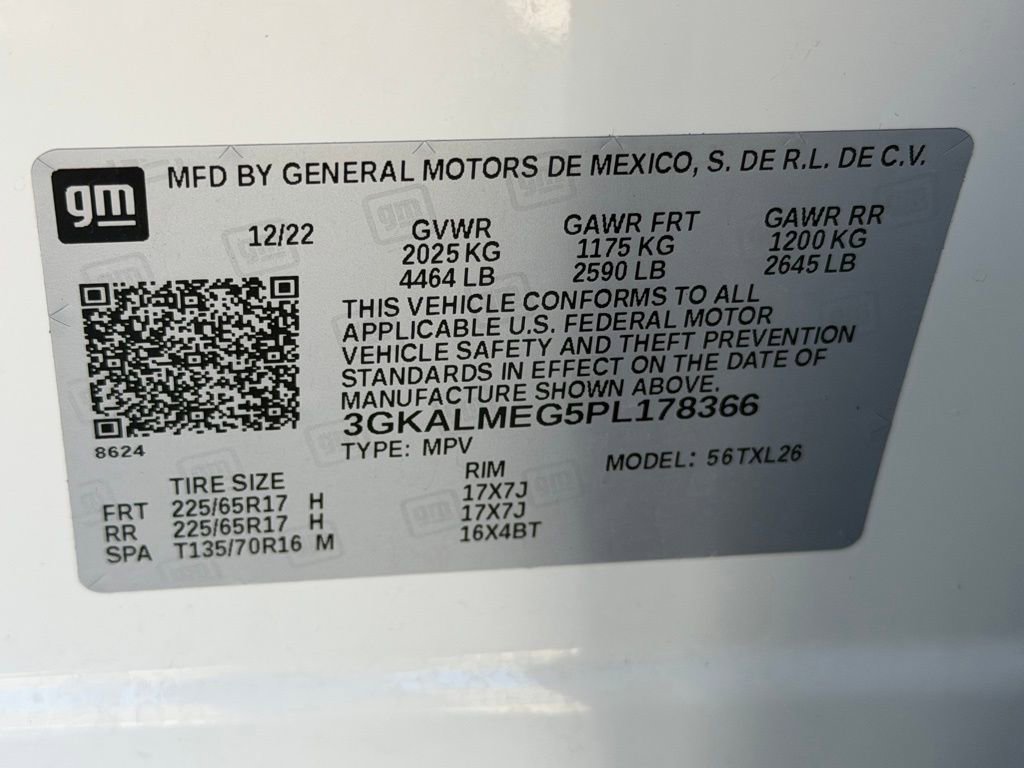 gm
MFD BY GENERAL MOTORS DE MEXICO, S. DE R.L. DE C.V.
12/22 GVWR GAWR FRT GAWR RR
2025 KG 1175 KG 1200 KG
4464 LB 2590 LB 2645 LB
THIS VEHICLE CONFORMS TO ALL
APPLICABLE U.S. FEDERAL MOTOR
VEHICLE SAFETY AND THEFT PREVENTION
STANDARDS IN EFFECT ON THE DATE OF
MANUFACTURE SHOWN ABOVE.
3GKALMEG5PL178366
8624
TYPE: MPV MODEL: 56TXL26
TIRE SIZE RIM
FRT 225/65R17 H 17X7J
RR 225/65R17 H 17X7J
SPA T135/70R16 M 16X4BT